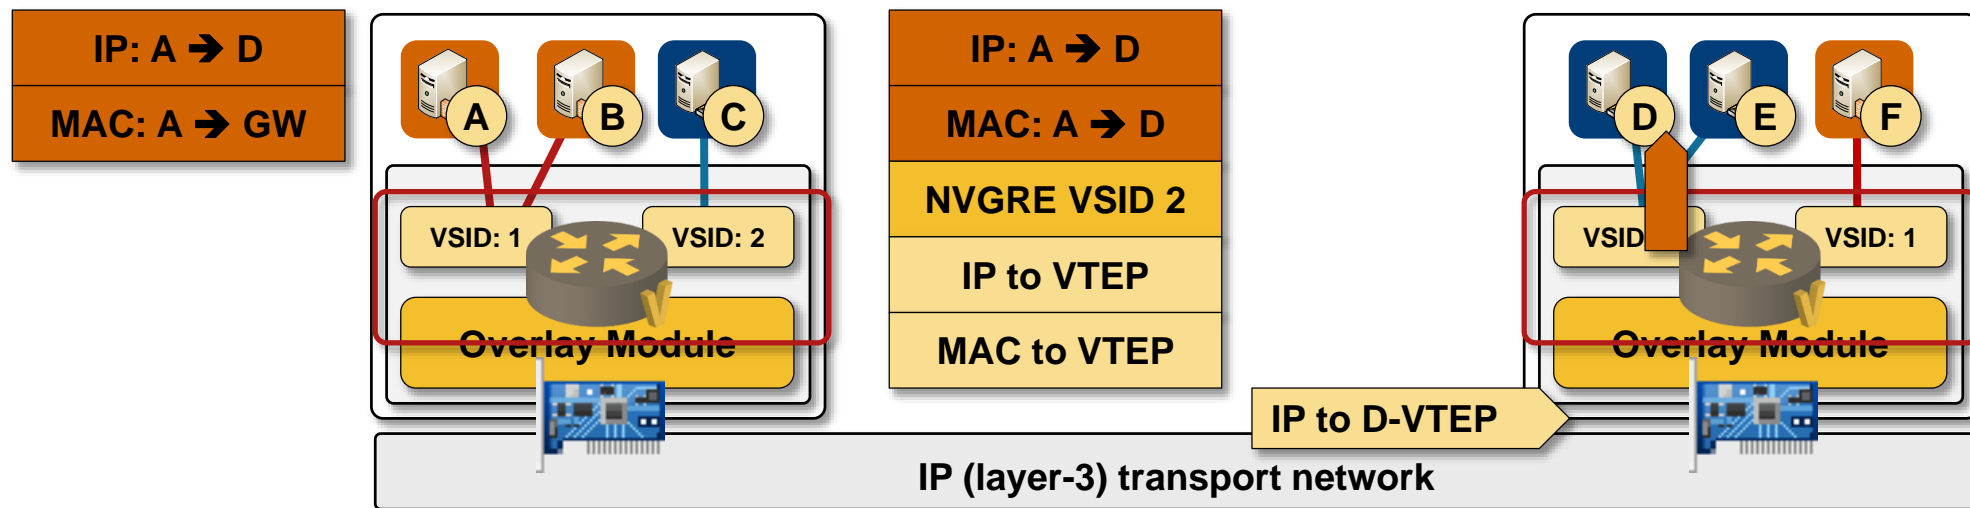 IP: A ➔ D
MAC: A ➔ GW
A
B
C
VSID: 1
VSID: 2
Overlay Module
IP: A ➔ D
MAC: A ➔ D
NVGRE VSID 2
IP to VTEP
MAC to VTEP
D
E
F
VSID
VSID: 1
Overlay Module
IP to D-VTEP
IP (layer-3) transport network